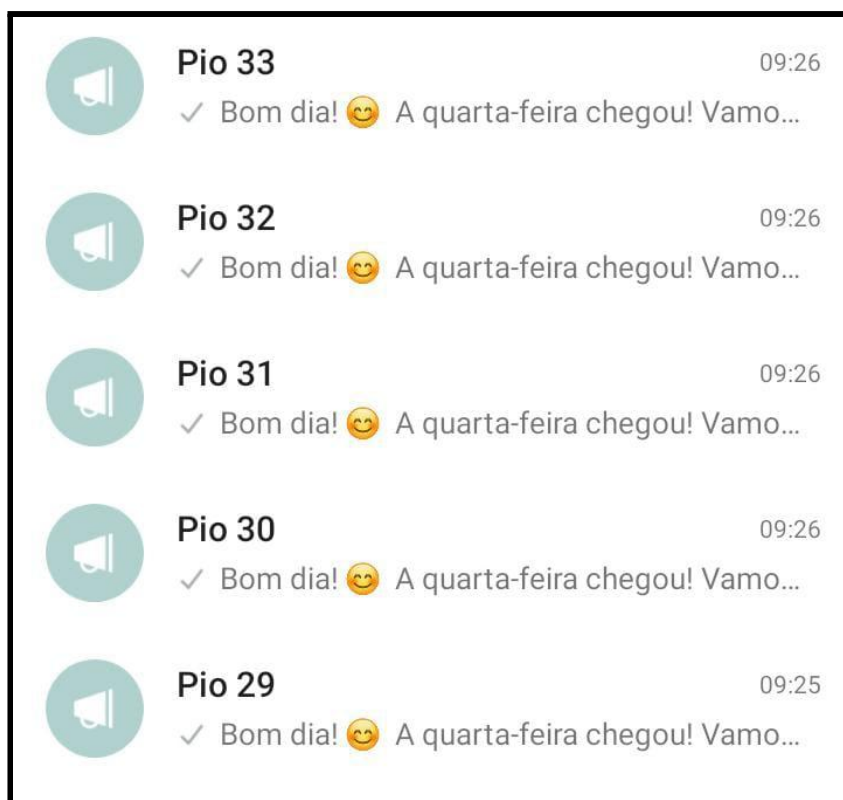 Pio 33 09:26
✓ Bom dia! 😊 A quarta-feira chegou! Vamo...
Pio 32 09:26
✓ Bom dia! 😊 A quarta-feira chegou! Vamo...
Pio 31 09:26
✓ Bom dia! 😊 A quarta-feira chegou! Vamo...
Pio 30 09:26
✓ Bom dia! 😊 A quarta-feira chegou! Vamo...
Pio 29 09:25
✓ Bom dia! 😊 A quarta-feira chegou! Vamo...